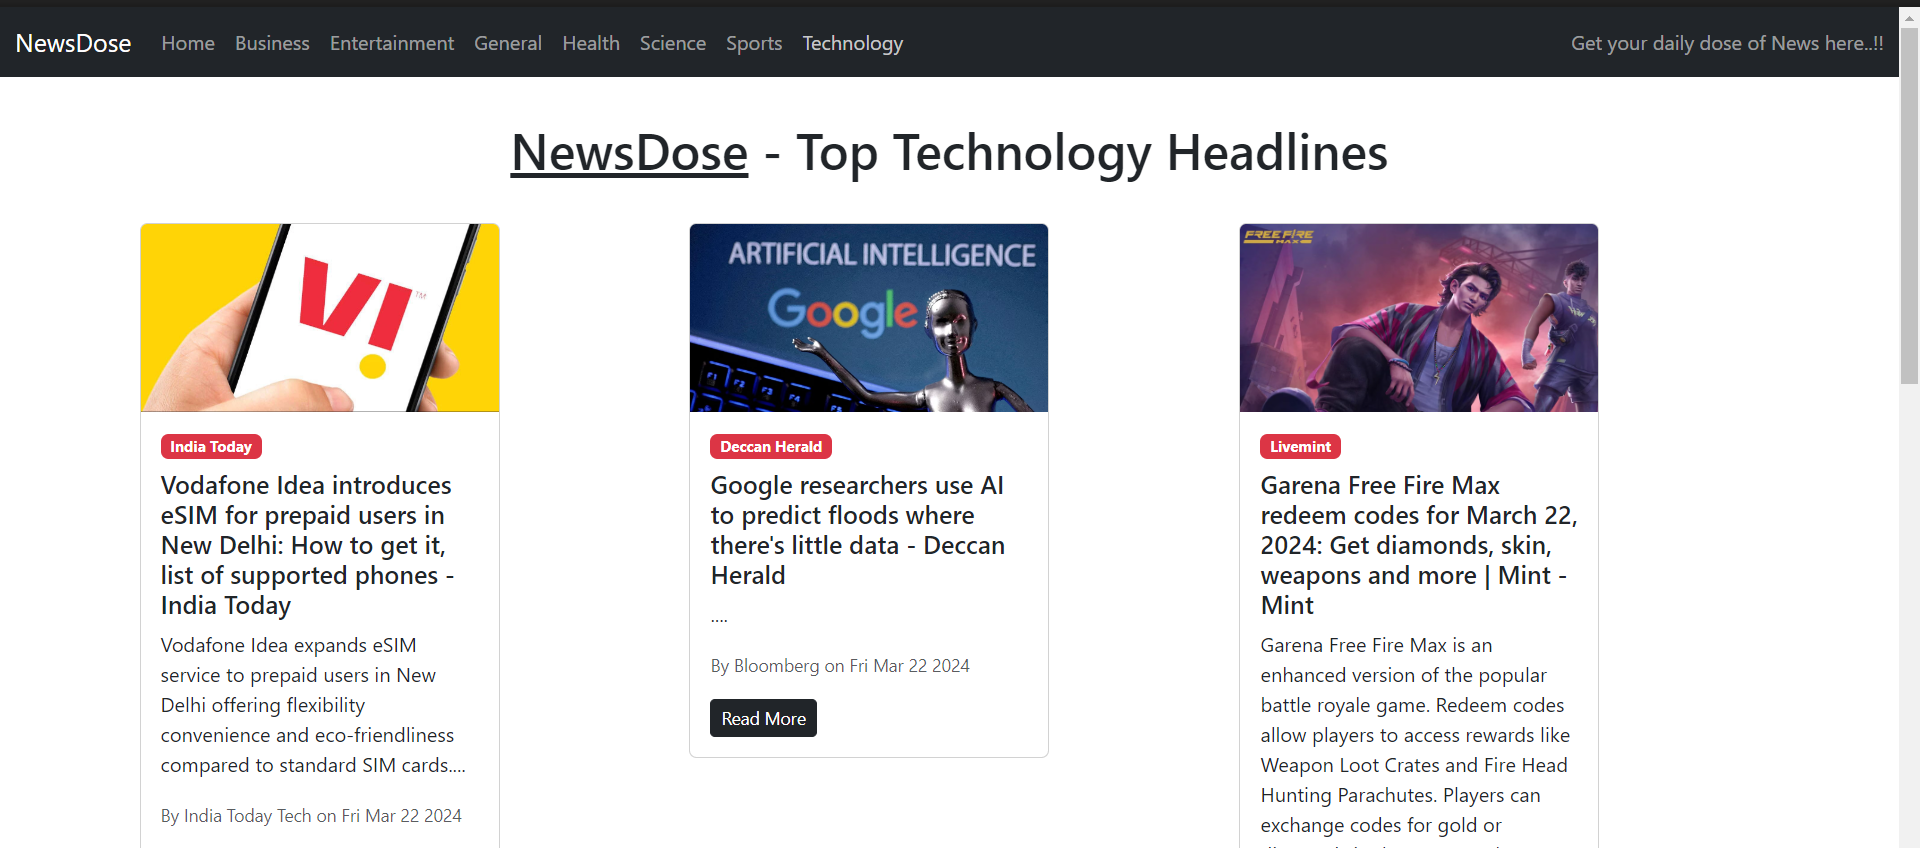 NewsDose Home Business Entertainment General Health Science Sports Technology Get your daily dose of News here..!!
NewsDose - Top Technology Headlines
VI
TM
India Today
Vodafone Idea introduces
eSIM for prepaid users in
New Delhi: How to get it,
list of supported phones -
India Today
Vodafone Idea expands eSIM
service to prepaid users in New
Delhi offering flexibility
convenience and eco-friendliness
compared to standard SIM cards....
By India Today Tech on Fri Mar 22 2024
ARTIFICIAL INTELLIGENCE
Google
F1 F2 F3 F4 F5
Deccan Herald
Google researchers use AI
to predict floods where
there's little data - Deccan
Herald
....
By Bloomberg on Fri Mar 22 2024
Read More
FREE FIRE
MAX
Livemint
Garena Free Fire Max
redeem codes for March 22,
2024: Get diamonds, skin,
weapons and more | Mint -
Mint
Garena Free Fire Max is an
enhanced version of the popular
battle royale game. Redeem codes
allow players to access rewards like
Weapon Loot Crates and Fire Head
Hunting Parachutes. Players can
exchange codes for gold or